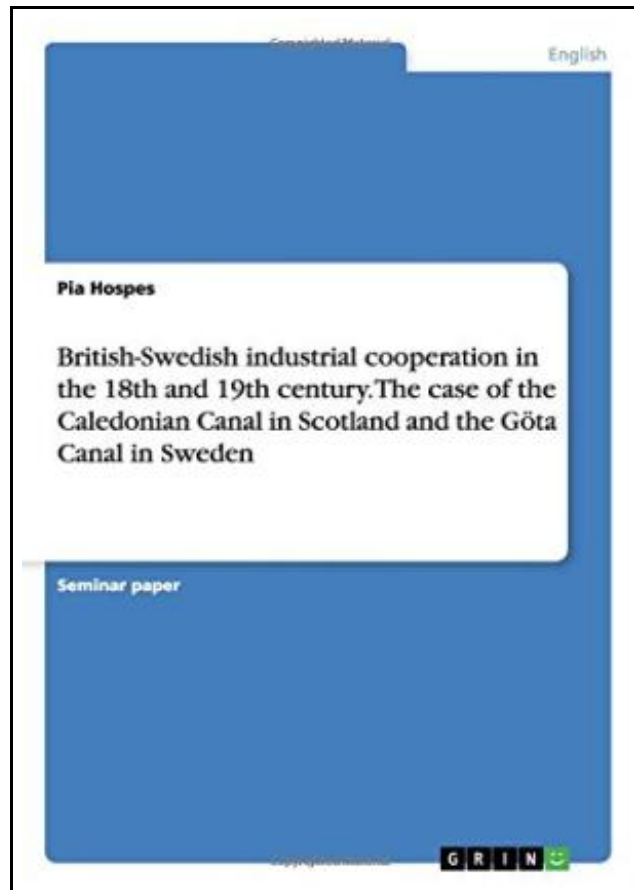 English
Pia Hospes
British-Swedish industrial cooperation in
the 18th and 19th century. The case of the
Caledonian Canal in Scotland and the Göta
Canal in Sweden
Seminar paper
GRIN